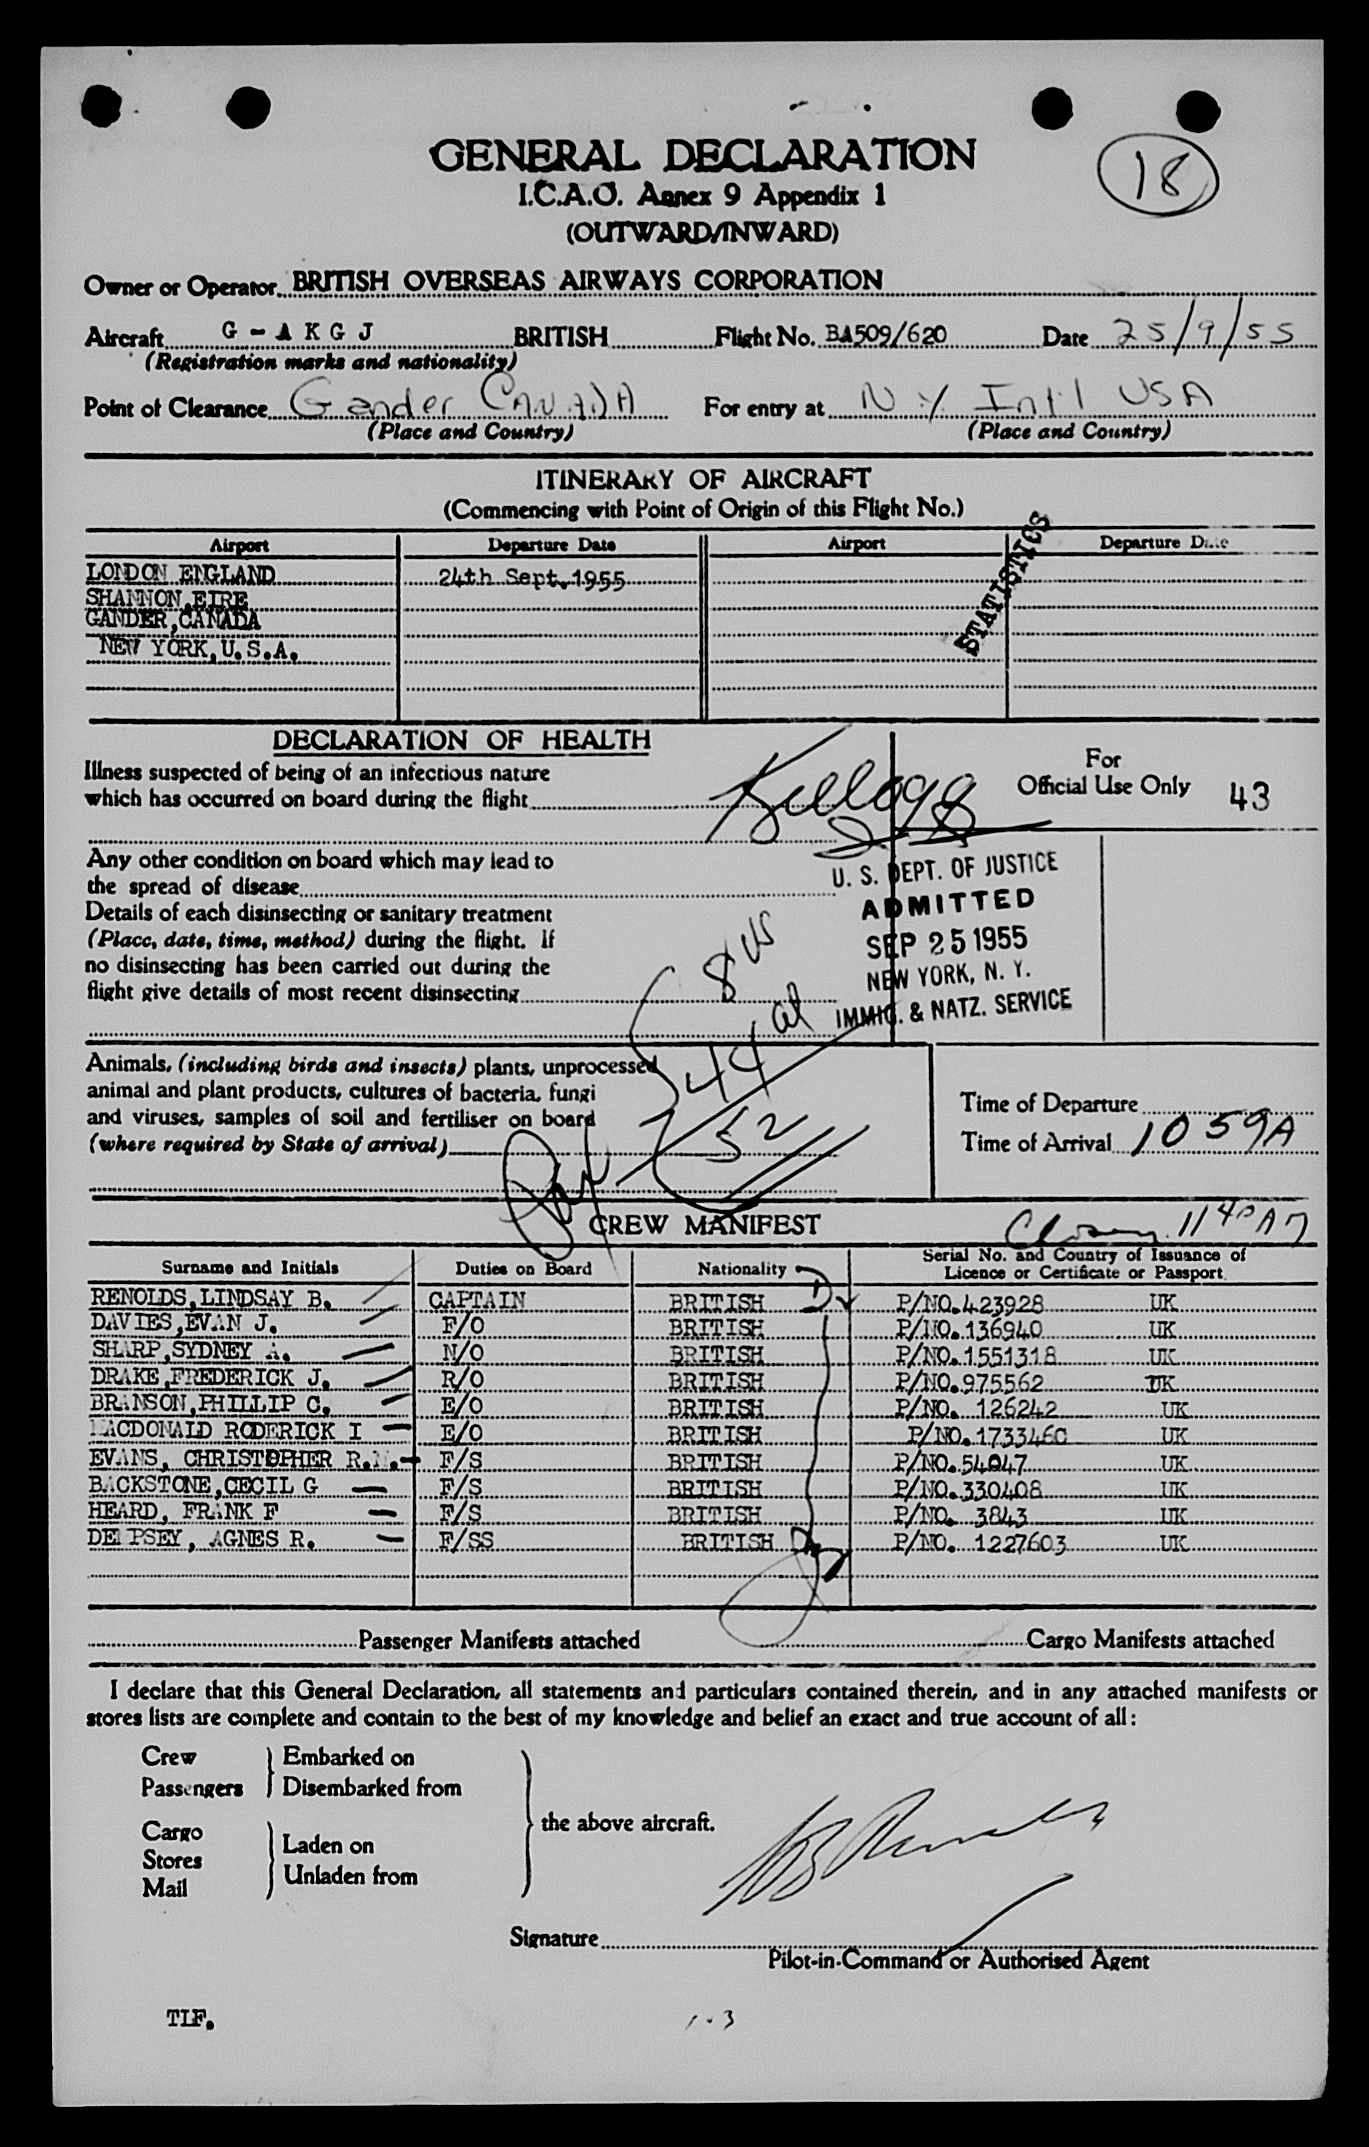 18
GENERAL DECLARATION
I.C.A.O. Annex 9 Appendix 1
(OUTWARD/INWARD)
Owner or Operator BRITISH OVERSEAS AIRWAYS CORPORATION
Aircraft G - A K G J BRITISH Flight No. BA509/620 Date 25/9/55
(Registration marks and nationality)
Point of Clearance Gander CANADA For entry at N.Y. Int'l USA
(Place and Country) (Place and Country)
ITINERARY OF AIRCRAFT
(Commencing with Point of Origin of this Flight No.)
STATISTICS
Airport Departure Date Airport Departure Date
LONDON ENGLAND 24th Sept.1955
SHANNON,EIRE
GANDER,CANADA
NEW YORK,U.S.A.
DECLARATION OF HEALTH
Illness suspected of being of an infectious nature
which has occurred on board during the flight
Kellogg
For
Official Use Only 43
Any other condition on board which may lead to
the spread of disease
Details of each disinsecting or sanitary treatment
(Place, date, time, method) during the flight. If
no disinsecting has been carried out during the
flight give details of most recent disinsecting
U. S. DEPT. OF JUSTICE
ADMITTED
SEP 25 1955
NEW YORK, N. Y.
IMMIG. & NATZ. SERVICE
8 us
44 al
52
Animals, (including birds and insects) plants, unprocessed
animal and plant products, cultures of bacteria, fungi
and viruses, samples of soil and fertiliser on board
(where required by State of arrival)
Time of Departure
Time of Arrival 1059A
CREW MANIFEST
11 40 A
Surname and Initials Duties on Board Nationality Serial No. and Country of Issuance of
Licence or Certificate or Passport
RENOLDS,LINDSAY B. CAPTAIN BRITISH P/NO.423928 UK
DAVIES,EVAN J. F/O BRITISH P/NO.136940 UK
SHARP,SYDNEY A. N/O BRITISH P/NO.1551318 UK
DRAKE,FREDERICK J. R/O BRITISH P/NO.975562 UK
BRANSON,PHILLIP C. E/O BRITISH P/NO. 126242 UK
MACDONALD RODERICK I E/O BRITISH P/NO.1733460 UK
EVANS, CHRISTOPHER R. F/S BRITISH P/NO.54047 UK
BACKSTONE,CECIL G F/S BRITISH P/NO.330408 UK
HEARD, FRANK F F/S BRITISH P/NO. 3843 UK
DEMPSEY, AGNES R. F/SS BRITISH P/NO. 1227603 UK
Passenger Manifests attached Cargo Manifests attached
I declare that this General Declaration, all statements and particulars contained therein, and in any attached manifests or
stores lists are complete and contain to the best of my knowledge and belief an exact and true account of all:
Crew Embarked on
Passengers Disembarked from
the above aircraft.
Cargo
Stores
Mail
Laden on
Unladen from
Signature
Pilot-in-Command or Authorised Agent
TLF.
1-3